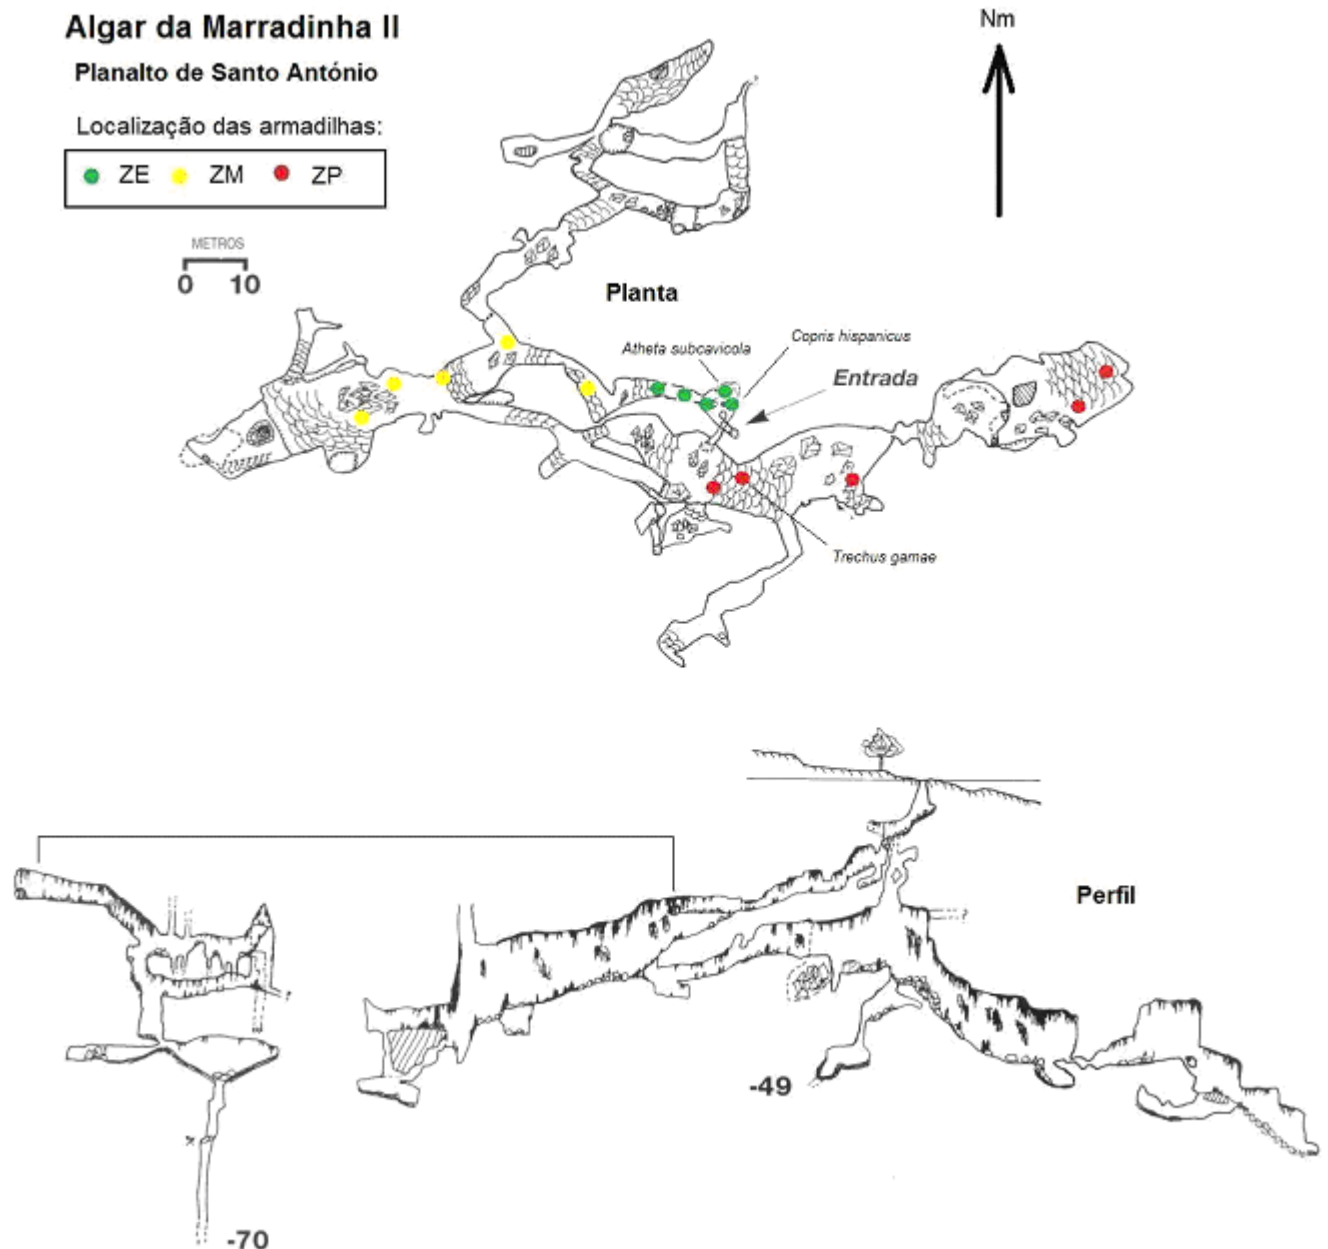 Algar da Marradinha II
Planalto de Santo António
Localização das armadilhas:
ZE ZM ZP
METROS
0 10
Nm
Planta
Atheta subcavicola
Copris hispanicus
Entrada
Trechus gamae
Perfil
-49
-70